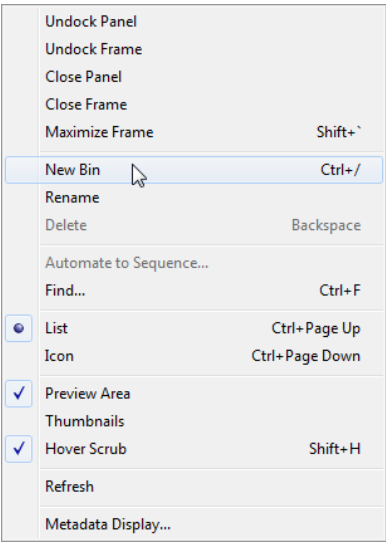 Undock Panel
Undock Frame
Close Panel
Close Frame
Maximize Frame Shift+`
New Bin Ctrl+/
Rename
Delete Backspace
Automate to Sequence...
Find... Ctrl+F
List Ctrl+Page Up
Icon Ctrl+Page Down
Preview Area
Thumbnails
Hover Scrub Shift+H
Refresh
Metadata Display...